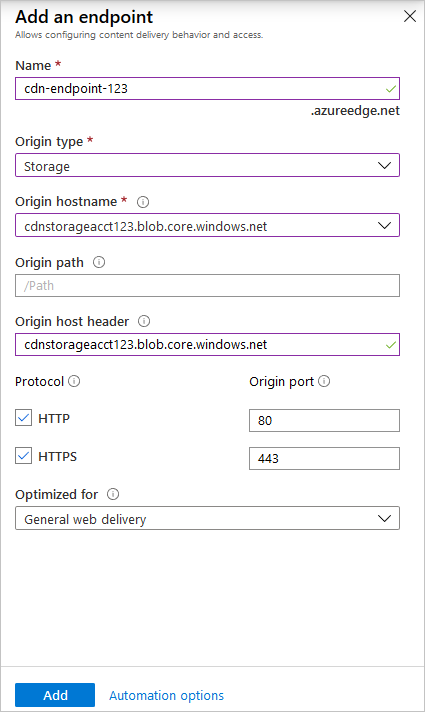 Add an endpoint
Allows configuring content delivery behavior and access.
Name *
cdn-endpoint-123
.azureedge.net
Origin type *
Storage
Origin hostname *
cdnstorageacct123.blob.core.windows.net
Origin path
/Path
Origin host header
cdnstorageacct123.blob.core.windows.net
Protocol Origin port
HTTP 80
HTTPS 443
Optimized for
General web delivery
Add Automation options